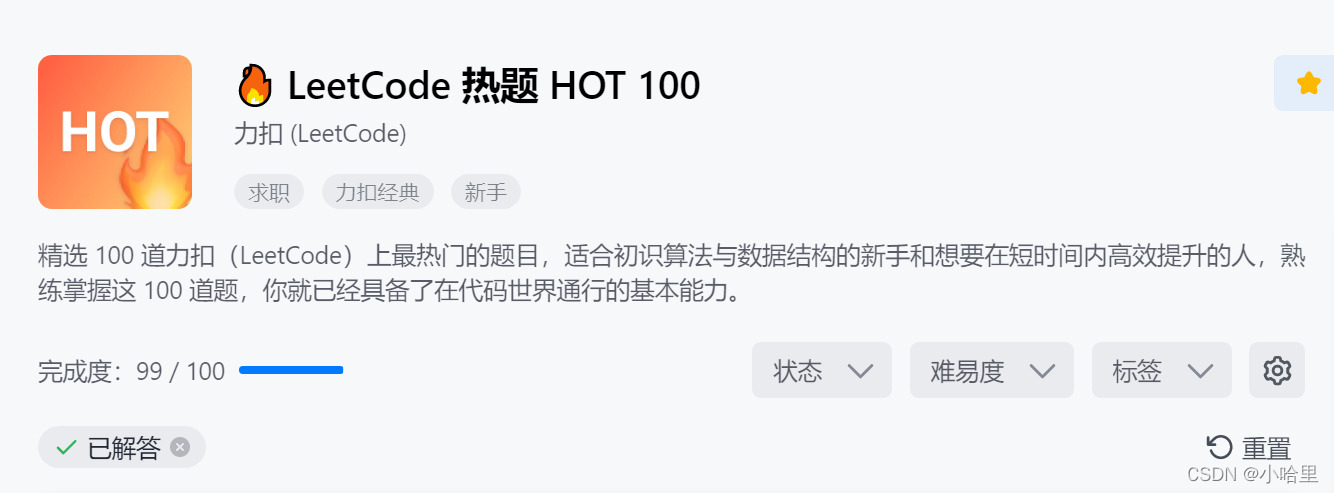 HOT
LeetCode 热题 HOT 100
力扣 (LeetCode)
求职 力扣经典 新手
精选 100 道力扣（LeetCode）上最热门的题目，适合初识算法与数据结构的新手和想要在短时间内高效提升的人，熟
练掌握这 100 道题，你就已经具备了在代码世界通行的基本能力。
完成度：99 / 100 状态 难易度 标签
已解答 重置
CSDN @小哈里